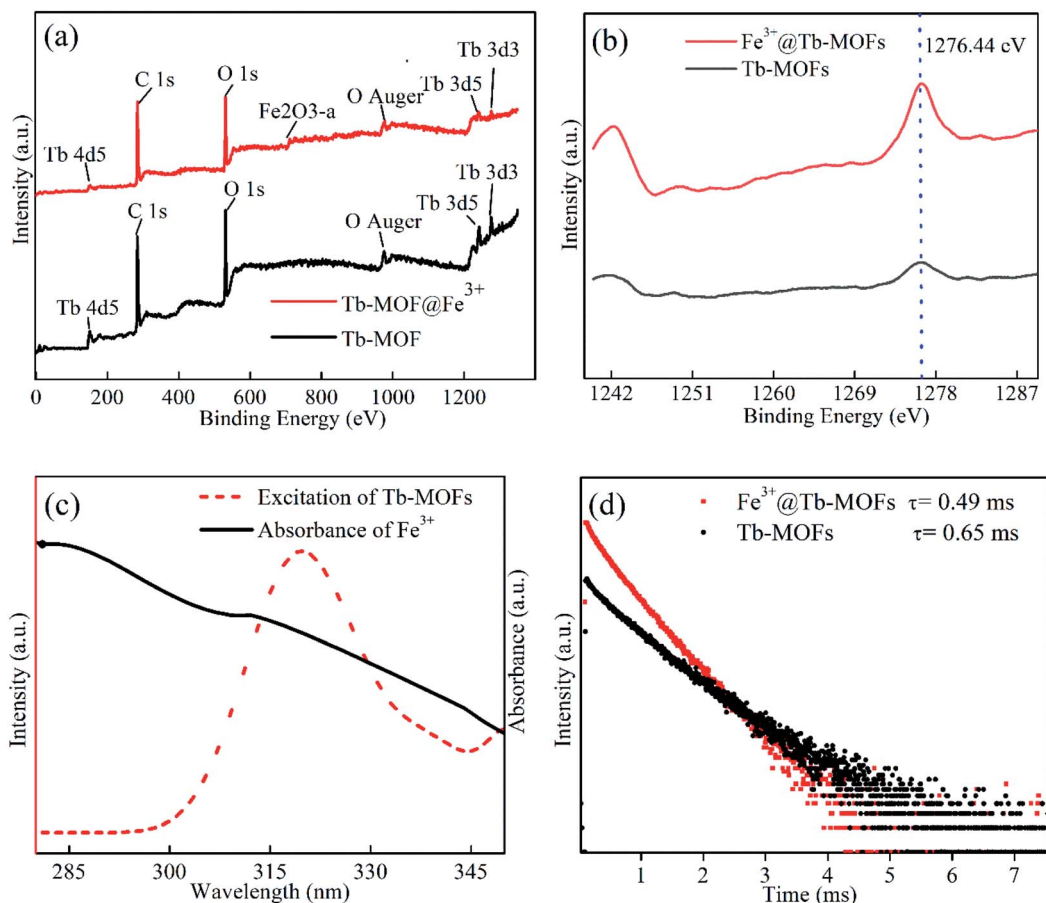 (a)
Tb 3d3
Tb 3d5
C 1s
O 1s
Fe2O3-a
O Auger
Tb 4d5
Tb 3d3
Tb 3d5
O 1s
C 1s
O Auger
Tb 4d5
Tb-MOF@Fe³⁺
Tb-MOF
Intensity (a.u.)
0 200 400 600 800 1000 1200
Binding Energy (eV)
(b)
Fe³⁺@Tb-MOFs
Tb-MOFs
1276.44 eV
Intensity (a.u.)
1242 1251 1260 1269 1278 1287
Binding Energy (eV)
(c)
Excitation of Tb-MOFs
Absorbance of Fe³⁺
Intensity (a.u.)
Absorbance (a.u.)
285 300 315 330 345
Wavelength (nm)
(d)
Fe³⁺@Tb-MOFs τ= 0.49 ms
Tb-MOFs τ= 0.65 ms
Intensity (a.u.)
1 2 3 4 5 6 7
Time (ms)